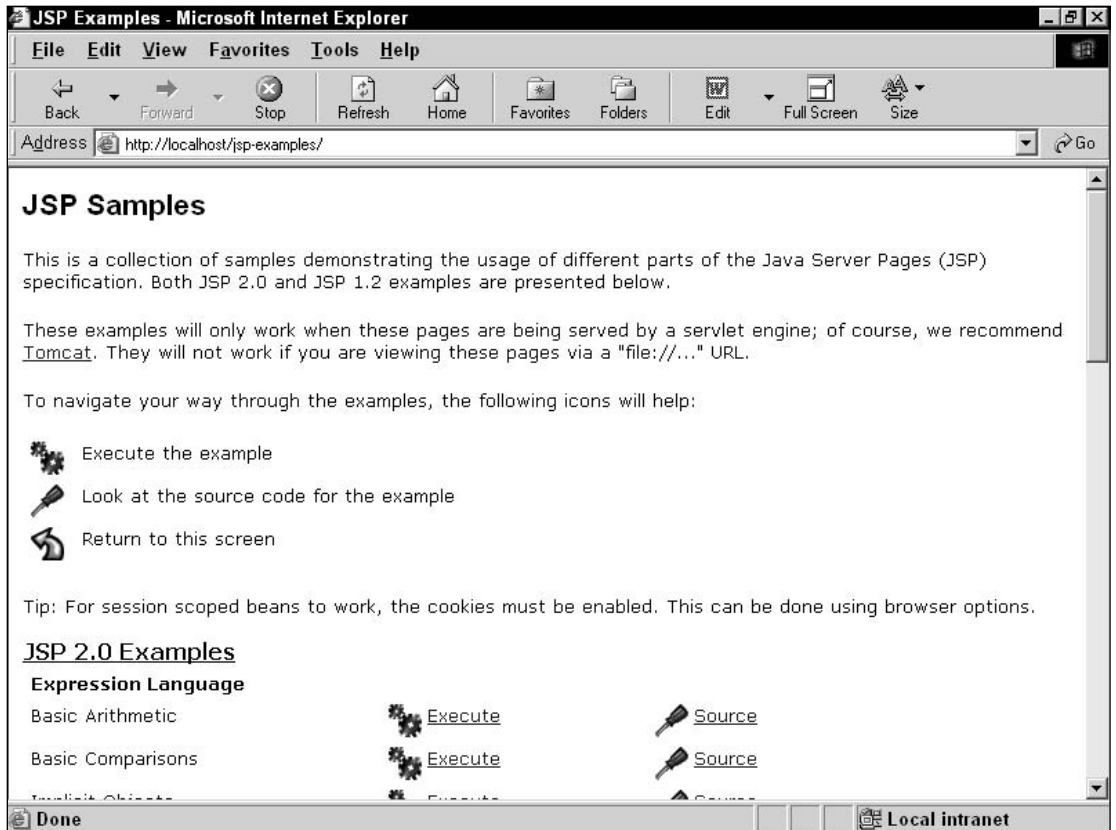 JSP Examples - Microsoft Internet Explorer
File Edit View Favorites Tools Help
Back Forward Stop Refresh Home Favorites Folders Edit Full Screen Size
Address http://localhost/jsp-examples/ Go
JSP Samples
This is a collection of samples demonstrating the usage of different parts of the Java Server Pages (JSP)
specification. Both JSP 2.0 and JSP 1.2 examples are presented below.
These examples will only work when these pages are being served by a servlet engine; of course, we recommend
Tomcat. They will not work if you are viewing these pages via a "file://..." URL.
To navigate your way through the examples, the following icons will help:
Execute the example
Look at the source code for the example
Return to this screen
Tip: For session scoped beans to work, the cookies must be enabled. This can be done using browser options.
JSP 2.0 Examples
Expression Language
Basic Arithmetic Execute Source
Basic Comparisons Execute Source
Implicit Objects Execute Source
Done Local intranet